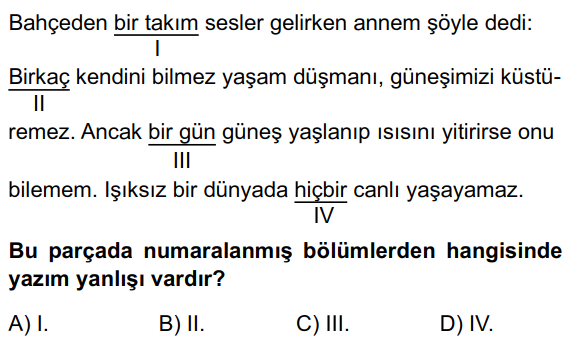 Bahçeden bir takım sesler gelirken annem şöyle dedi:
I
Birkaç kendini bilmez yaşam düşmanı, güneşimizi küstü-
II
remez. Ancak bir gün güneş yaşlanıp ısısını yitirirse onu
III
bilemem. Işıksız bir dünyada hiçbir canlı yaşayamaz.
IV
Bu parçada numaralanmış bölümlerden hangisinde
yazım yanlışı vardır?
A) I. B) II. C) III. D) IV.